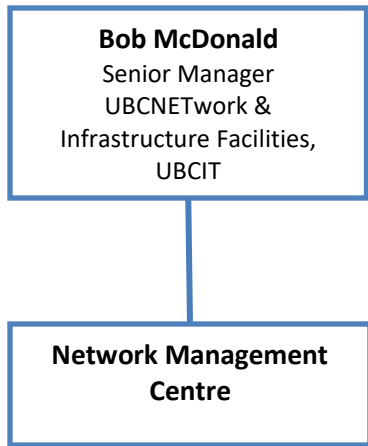 Bob McDonald
Senior Manager
UBCNETwork &
Infrastructure Facilities,
UBCIT
Network Management
Centre